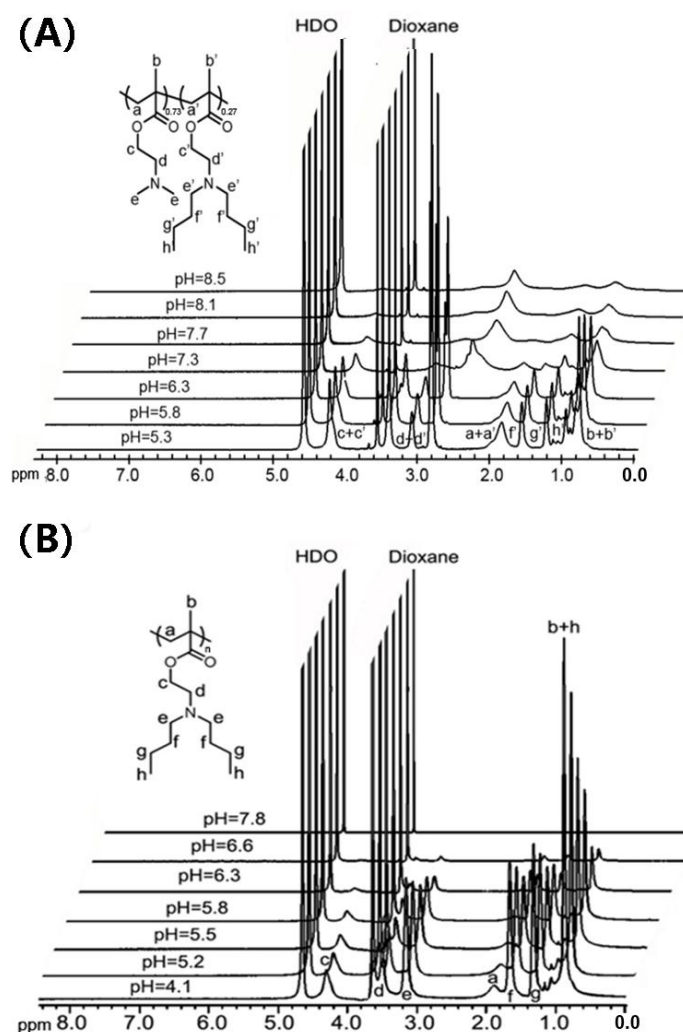 (A)
HDO Dioxane
b b'
a a'
0.73 0.27
O O O O
c c'
d d'
N N
e e e' e'
g' f' f' g'
h' h'
pH=8.5
pH=8.1
pH=7.7
pH=7.3
pH=6.3
pH=5.8
pH=5.3
c+c' d+d' a+a' f' g' h' b+b'
ppm 8.0 7.0 6.0 5.0 4.0 3.0 2.0 1.0 0.0
(B)
HDO Dioxane
b
a
n
b+h
O O
c
d
e N e
g f f g
h h
pH=7.8
pH=6.6
pH=6.3
pH=5.8
pH=5.5
pH=5.2
pH=4.1
c d e a f g
ppm 8.0 7.0 6.0 5.0 4.0 3.0 2.0 1.0 0.0